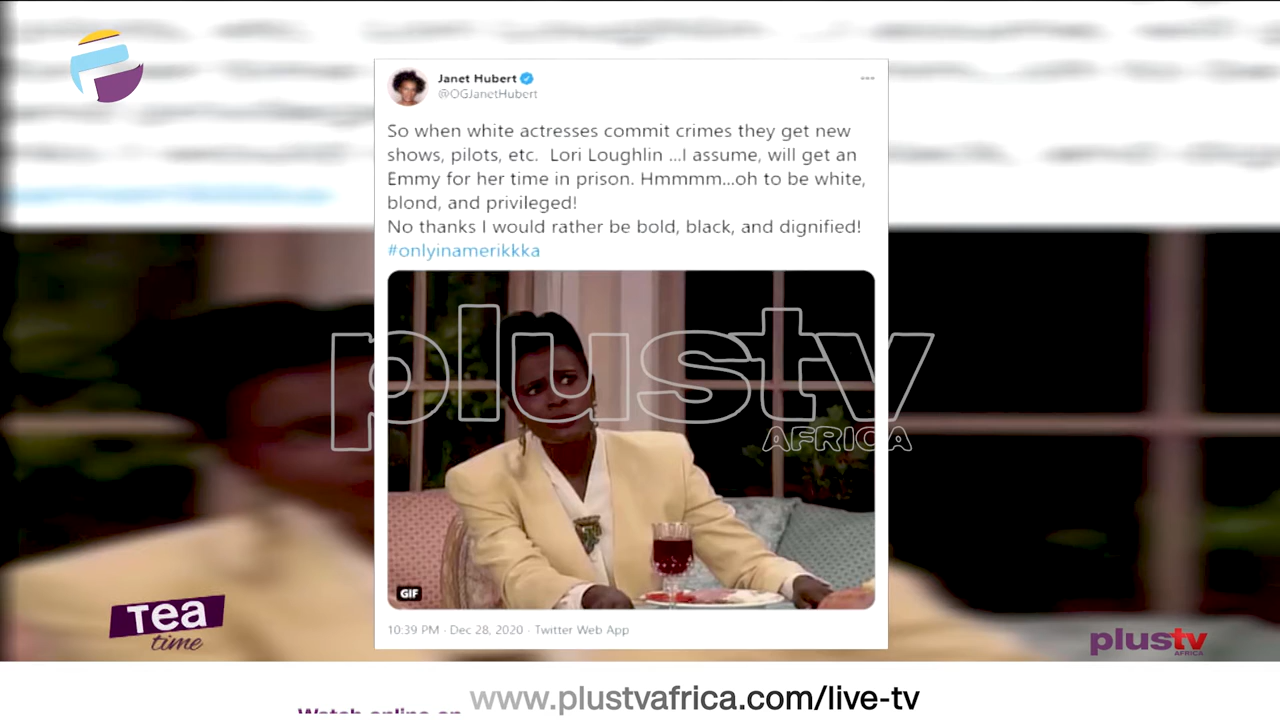 Janet Hubert
@OGJanetHubert
So when white actresses commit crimes they get new
shows, pilots, etc.  Lori Loughlin ...I assume, will get an
Emmy for her time in prison. Hmmmm...oh to be white,
blond, and privileged!
No thanks I would rather be bold, black, and dignified!
#onlyinamerikkka
plustv
AFRICA
GIF
10:39 PM · Dec 28, 2020 · Twitter Web App
Tea
time
plustv
AFRICA
Watch online on
www.plustvafrica.com/live-tv